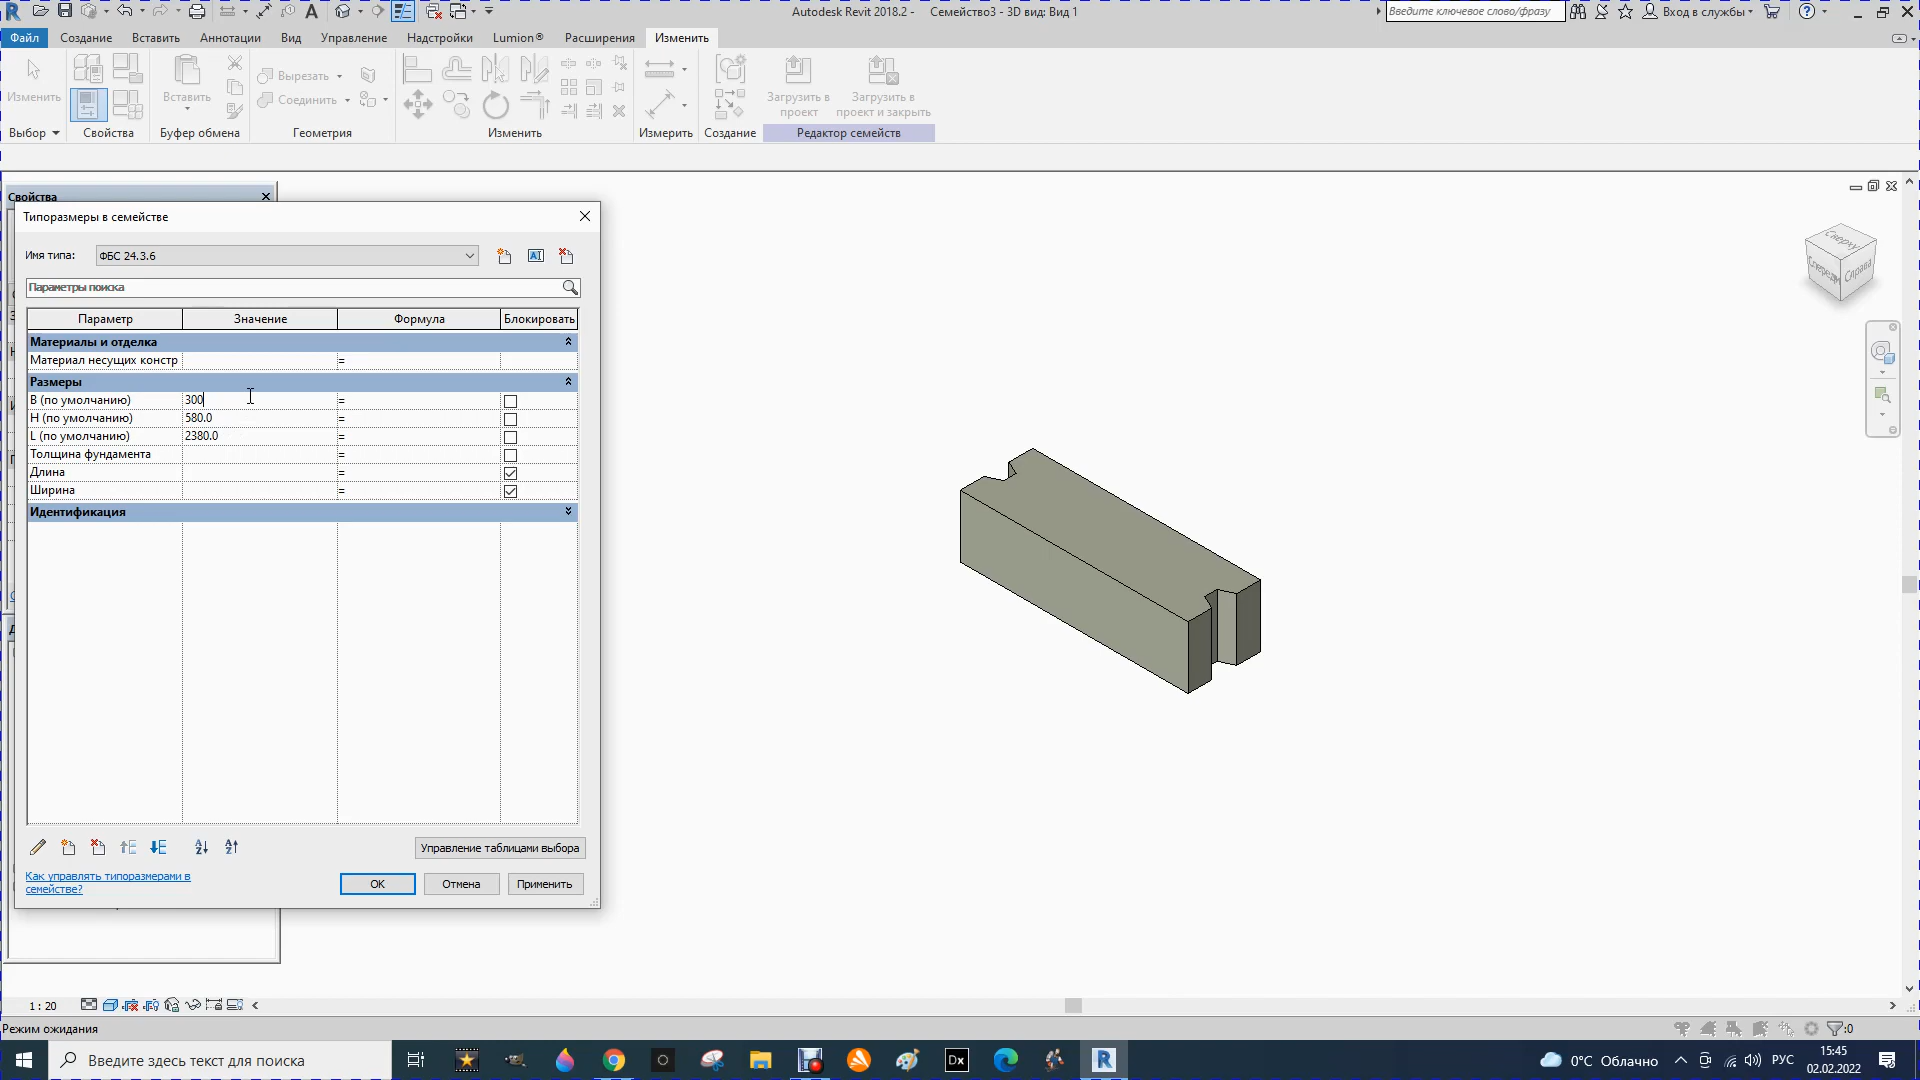 Autodesk Revit 2018.2 - Семейство3 - 3D вид: Вид 1
Введите ключевое слово/фразу
Вход в службы
Файл Создание Вставить Аннотации Вид Управление Надстройки Lumion® Расширения Изменить
Изменить
Вставить
Вырезать
Соединить
Загрузить в проект
Загрузить в проект и закрыть
Выбор Свойства Буфер обмена Геометрия Изменить Измерить Создание Редактор семейств
Свойства
Типоразмеры в семействе
Имя типа: ФБС 24.3.6
Параметры поиска
Параметр Значение Формула Блокировать
Материалы и отделка
Материал несущих констр =
Размеры
B (по умолчанию) 300 =
H (по умолчанию) 580.0 =
L (по умолчанию) 2380.0 =
Толщина фундамента =
Длина =
Ширина =
Идентификация
Управление таблицами выбора
Как управлять типоразмерами в
семействе?
OK Отмена Применить
Сверху
Спереди Справа
1 : 20
Режим ожидания
:0
Введите здесь текст для поиска
Dx
0°C Облачно
РУС
15:45
02.02.2022